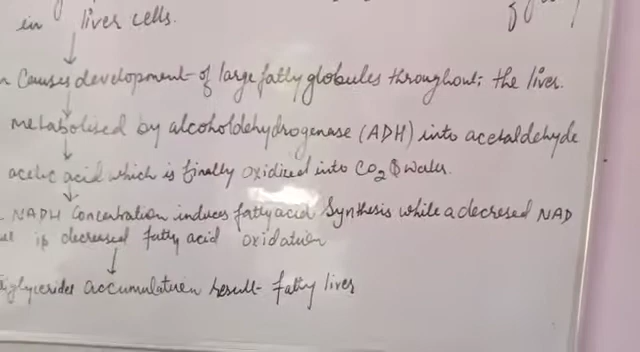 in liver cells.
Causes development of large fatty globules throughout the liver.
metabolised by alcoholdehydrogenase (ADH) into acetaldehyde
acetic acid which is finally oxidized into CO2 & water.
NADH Concentration induces fatty acid Synthesis while a decresed NAD
is decreased fatty acid oxidation
accumulation result fatty liver